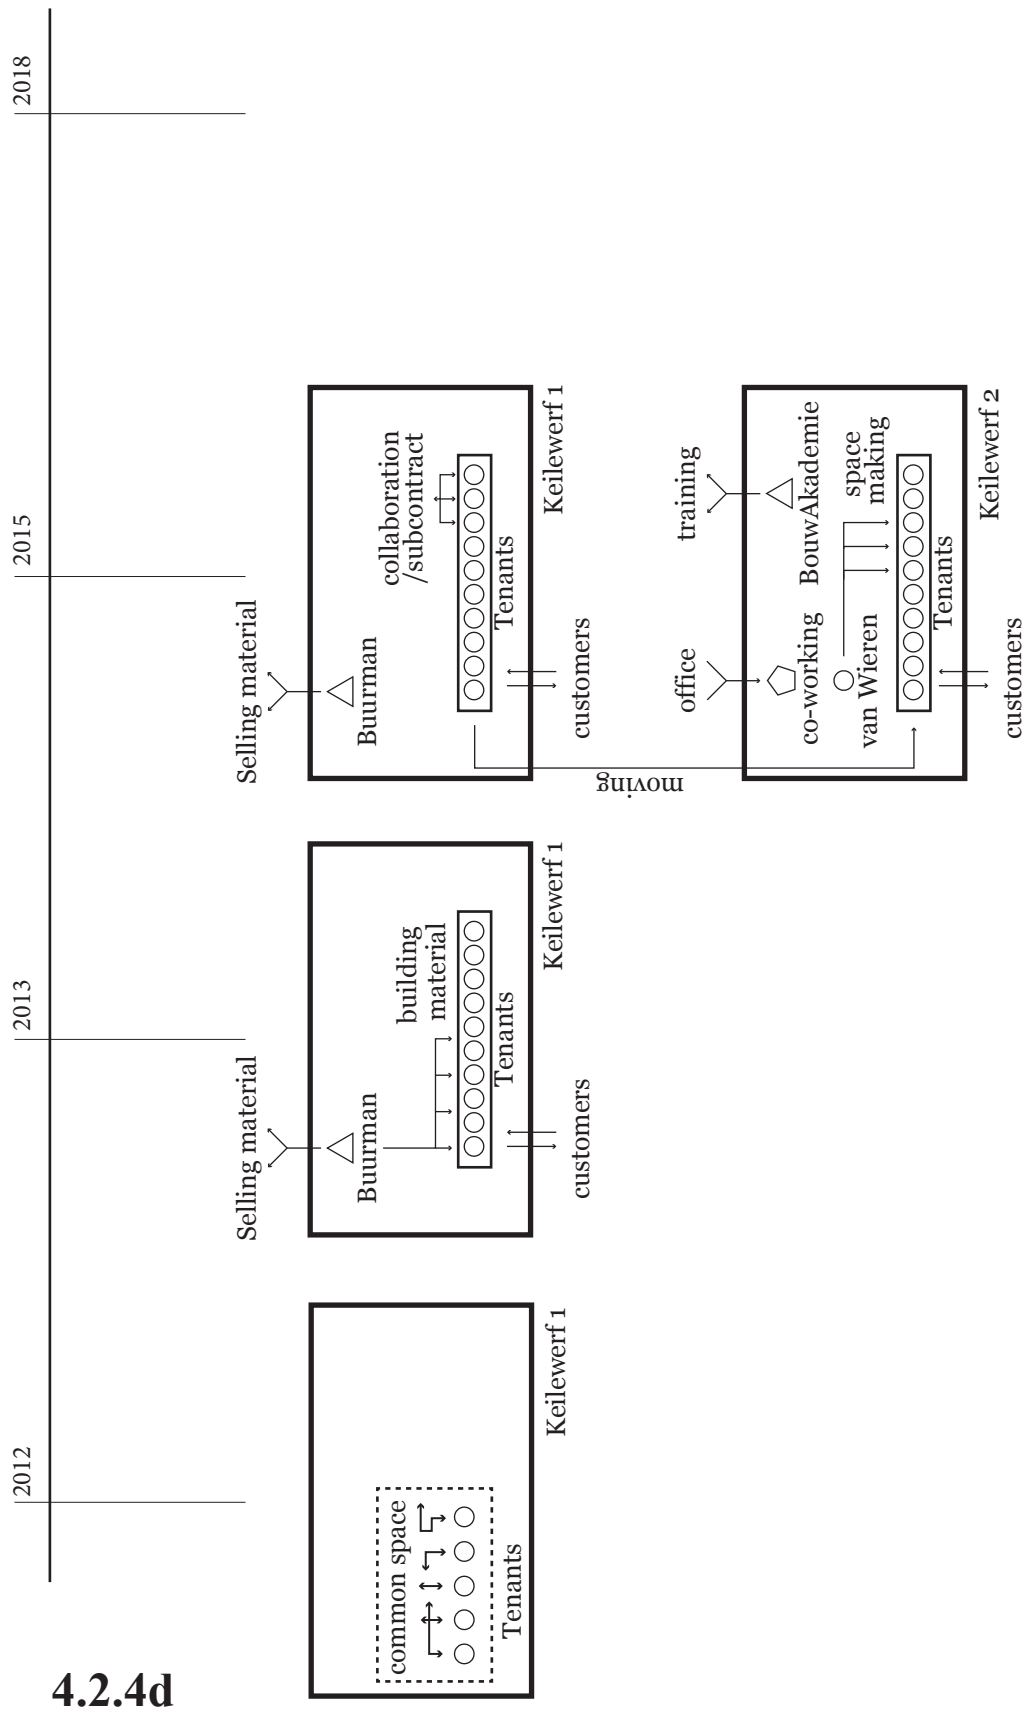 4.2.4d
2012
2013
2015
2018
common space
Tenants
Keilewerf 1
Selling material
Buurman
building
material
Tenants
Keilewerf 1
customers
Selling material
Buurman
collaboration
/subcontract
Tenants
Keilewerf 1
customers
moving
office
training
co-working
BouwAkademie
van Wieren
space
making
Tenants
Keilewerf 2
customers